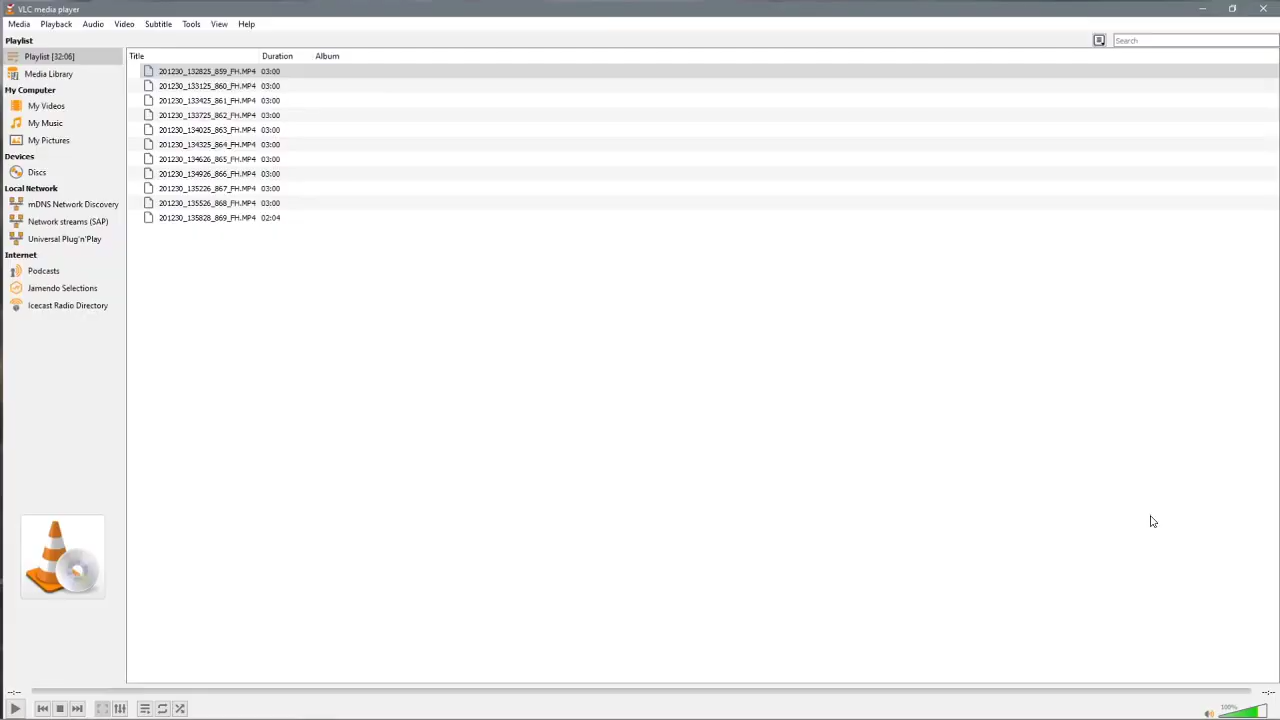 VLC media player
Media Playback Audio Video Subtitle Tools View Help
Playlist
Search
Playlist [32:06]
Media Library
My Computer
My Videos
My Music
My Pictures
Devices
Discs
Local Network
mDNS Network Discovery
Network streams (SAP)
Universal Plug'n'Play
Internet
Podcasts
Jamendo Selections
Icecast Radio Directory
Title Duration Album
201230_132825_859_FH.MP4 03:00
201230_133125_860_FH.MP4 03:00
201230_133425_861_FH.MP4 03:00
201230_133725_862_FH.MP4 03:00
201230_134025_863_FH.MP4 03:00
201230_134325_864_FH.MP4 03:00
201230_134626_865_FH.MP4 03:00
201230_134926_866_FH.MP4 03:00
201230_135226_867_FH.MP4 03:00
201230_135526_868_FH.MP4 03:00
201230_135828_869_FH.MP4 02:04
--:-- --:--
100%